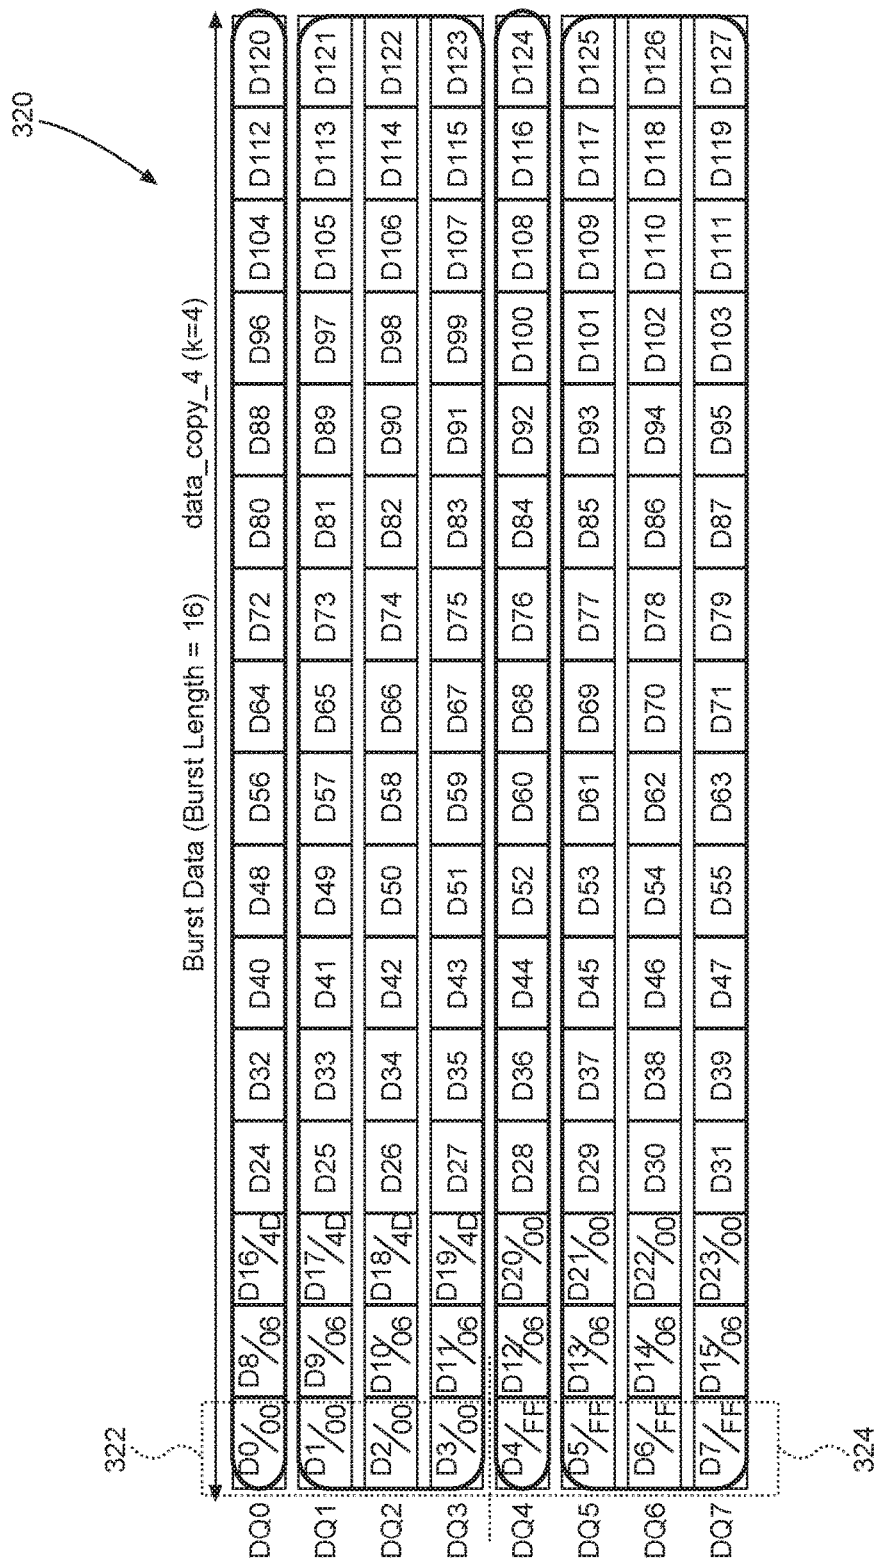 320
Burst Data (Burst Length = 16) data_copy_4 (k=4)
DQ0 D0/00 D8/06 D16/4D D24 D32 D40 D48 D56 D64 D72 D80 D88 D96 D104 D112 D120
DQ1 D1/00 D9/06 D17/4D D25 D33 D41 D49 D57 D65 D73 D81 D89 D97 D105 D113 D121
DQ2 D2/00 D10/06 D18/4D D26 D34 D42 D50 D58 D66 D74 D82 D90 D98 D106 D114 D122
DQ3 D3/00 D11/06 D19/4D D27 D35 D43 D51 D59 D67 D75 D83 D91 D99 D107 D115 D123
DQ4 D4/FF D12/06 D20/00 D28 D36 D44 D52 D60 D68 D76 D84 D92 D100 D108 D116 D124
DQ5 D5/FF D13/06 D21/00 D29 D37 D45 D53 D61 D69 D77 D85 D93 D101 D109 D117 D125
DQ6 D6/FF D14/06 D22/00 D30 D38 D46 D54 D62 D70 D78 D86 D94 D102 D110 D118 D126
DQ7 D7/FF D15/06 D23/00 D31 D39 D47 D55 D63 D71 D79 D87 D95 D103 D111 D119 D127
322
324